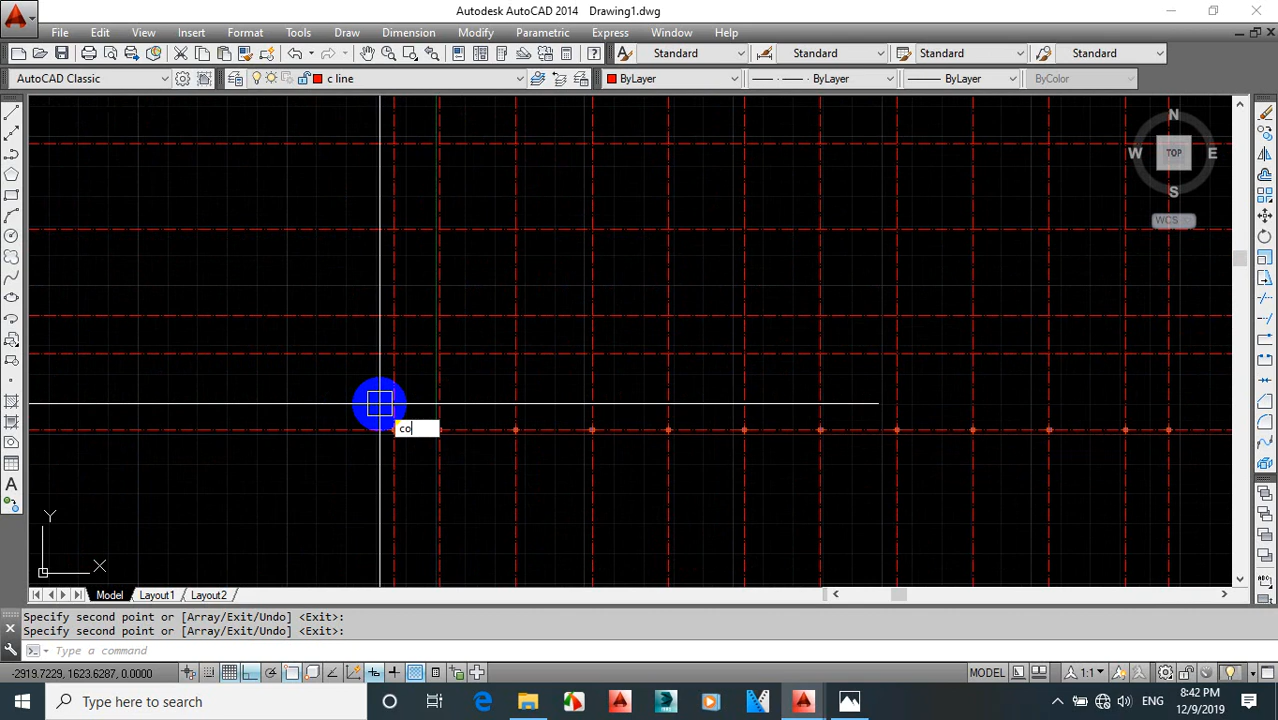 Autodesk AutoCAD 2014 Drawing1.dwg
File Edit View Insert Format Tools Draw Dimension Modify Parametric Express Window Help
Standard Standard Standard Standard
AutoCAD Classic c line ByLayer ByLayer ByLayer ByColor
N
W TOP E
S
WCS
co
Y
X
Model Layout1 Layout2
Specify second point or [Array/Exit/Undo] <Exit>:
Specify second point or [Array/Exit/Undo] <Exit>:
Type a command
-2919.7229, 1623.6287, 0.0000 MODEL 1:1
Type here to search ENG 8:42 PM
12/9/2019